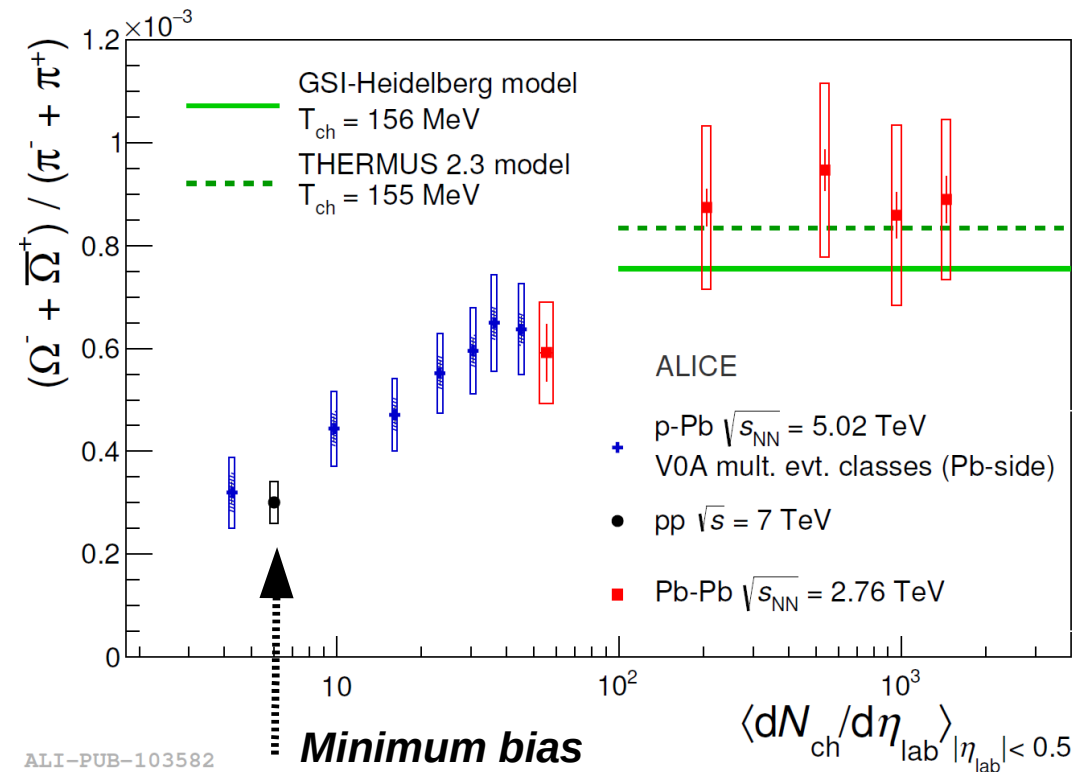 ×10⁻³
(Ω⁻ + Ω̅⁺) / (π⁻ + π⁺)
1.2
1
0.8
0.6
0.4
0.2
0
GSI-Heidelberg model
T_ch = 156 MeV
THERMUS 2.3 model
T_ch = 155 MeV
ALICE
p-Pb √s_NN = 5.02 TeV
V0A mult. evt. classes (Pb-side)
pp √s = 7 TeV
Pb-Pb √s_NN = 2.76 TeV
10 10² 10³
⟨dN_ch/dη_lab⟩_|η_lab|< 0.5
Minimum bias
ALI-PUB-103582